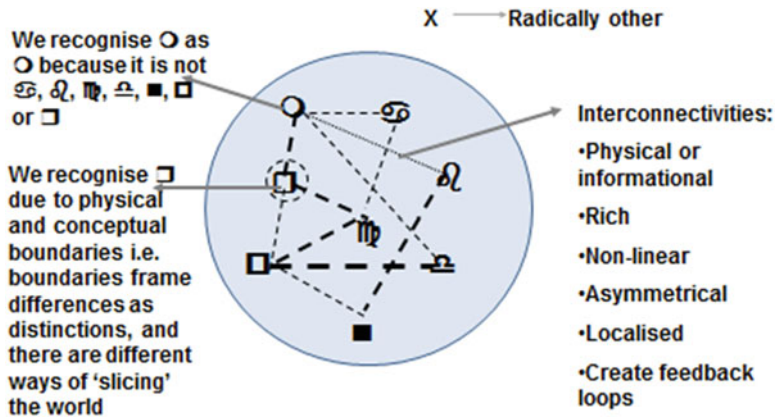 X Radically other
We recognise ❍ as
❍ because it is not
♋, ♌, ♍, ♎, ■, ◻
or ❒
We recognise ❒
due to physical
and conceptual
boundaries i.e.
boundaries frame
differences as
distinctions, and
there are different
ways of ‘slicing’
the world
❍ ♋
♌
❒
♍
◻ ♎
■
Interconnectivities:
•Physical or
informational
•Rich
•Non-linear
•Asymmetrical
•Localised
•Create feedback
loops